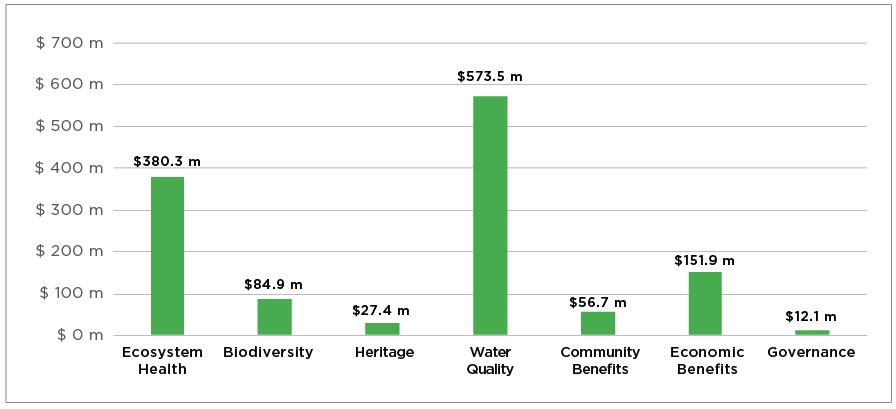 $ 700 m
$ 600 m
$ 500 m
$ 400 m
$ 300 m
$ 200 m
$ 100 m
$ 0 m
$380.3 m
$84.9 m
$27.4 m
$573.5 m
$56.7 m
$151.9 m
$12.1 m
Ecosystem
Health
Biodiversity
Heritage
Water
Quality
Community
Benefits
Economic
Benefits
Governance